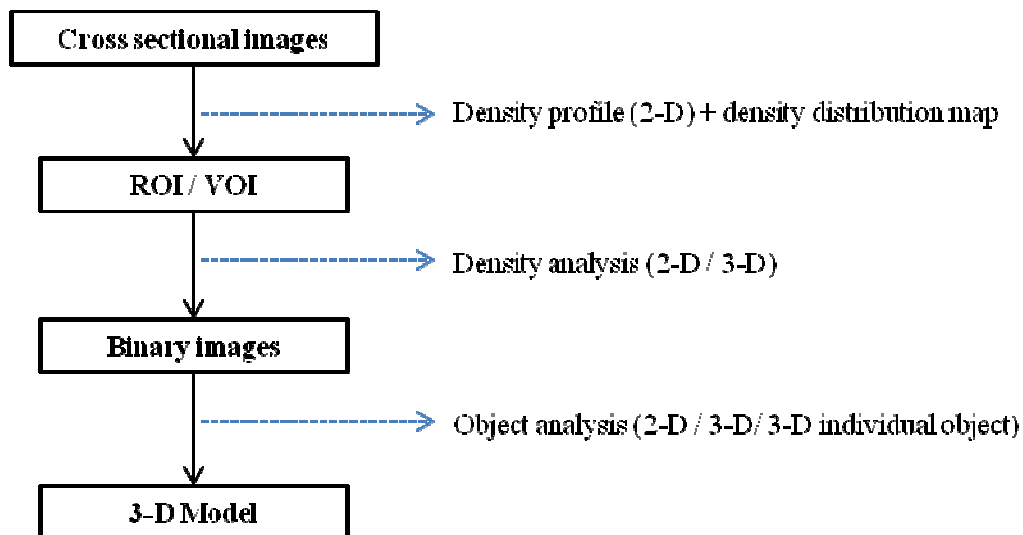 Cross sectional images
Density profile (2-D) + density distribution map
ROI / VOI
Density analysis (2-D / 3-D)
Binary images
Object analysis (2-D / 3-D/ 3-D individual object)
3-D Model